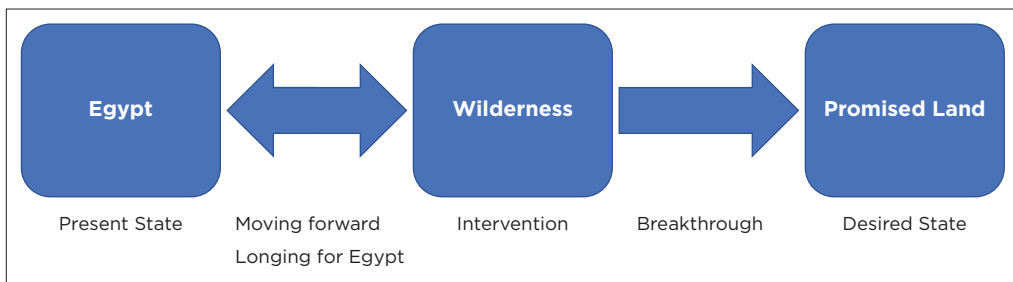 Egypt
Wilderness
Promised Land
Present State
Moving forward
Intervention
Breakthrough
Desired State
Longing for Egypt